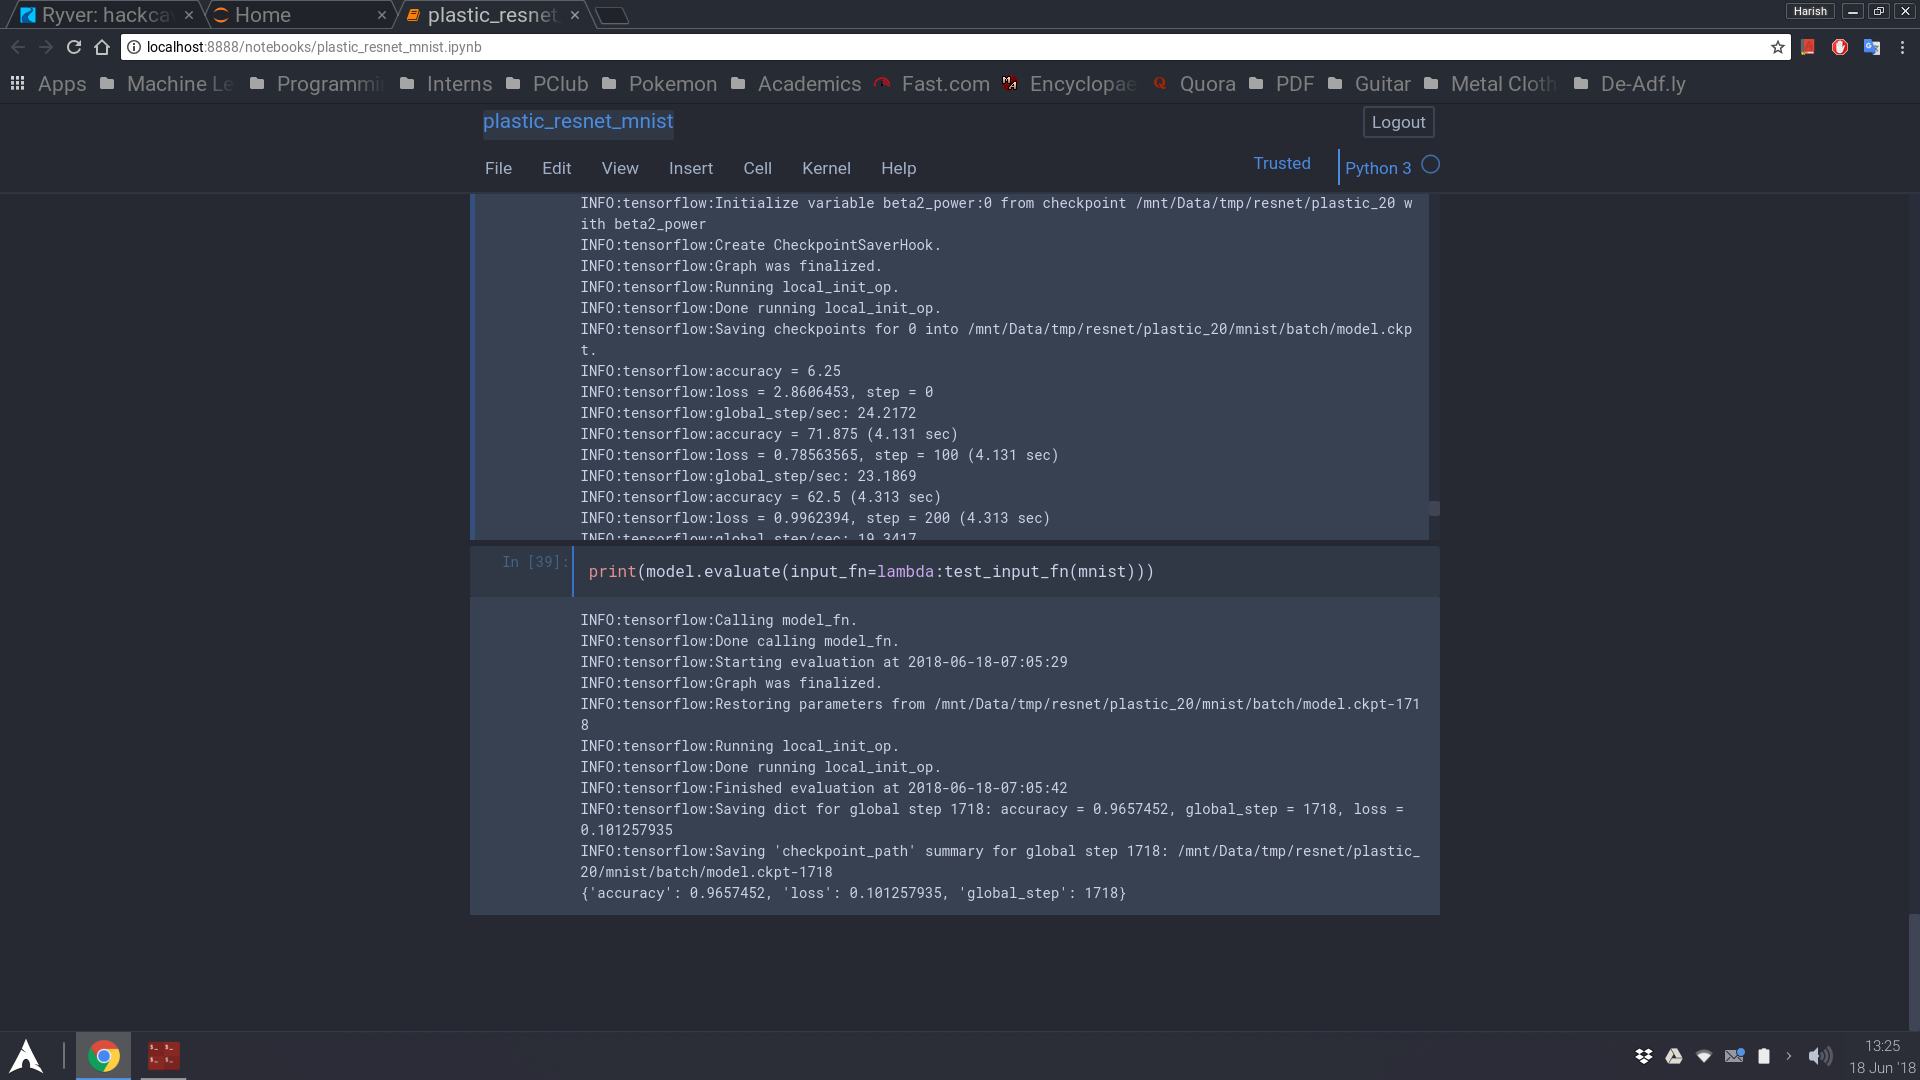 Ryver: hackca
Home
plastic_resnet_
Harish
localhost:8888/notebooks/plastic_resnet_mnist.ipynb
Apps Machine Le Programmi Interns PClub Pokemon Academics Fast.com Encyclopae Quora PDF Guitar Metal Cloth De-Adf.ly
plastic_resnet_mnist
Logout
File Edit View Insert Cell Kernel Help
Trusted
Python 3
INFO:tensorflow:Initialize variable beta2_power:0 from checkpoint /mnt/Data/tmp/resnet/plastic_20 w
ith beta2_power
INFO:tensorflow:Create CheckpointSaverHook.
INFO:tensorflow:Graph was finalized.
INFO:tensorflow:Running local_init_op.
INFO:tensorflow:Done running local_init_op.
INFO:tensorflow:Saving checkpoints for 0 into /mnt/Data/tmp/resnet/plastic_20/mnist/batch/model.ckp
t.
INFO:tensorflow:accuracy = 6.25
INFO:tensorflow:loss = 2.8606453, step = 0
INFO:tensorflow:global_step/sec: 24.2172
INFO:tensorflow:accuracy = 71.875 (4.131 sec)
INFO:tensorflow:loss = 0.78563565, step = 100 (4.131 sec)
INFO:tensorflow:global_step/sec: 23.1869
INFO:tensorflow:accuracy = 62.5 (4.313 sec)
INFO:tensorflow:loss = 0.9962394, step = 200 (4.313 sec)
INFO:tensorflow:global_step/sec: 19.3417
In [39]:
print(model.evaluate(input_fn=lambda:test_input_fn(mnist)))
INFO:tensorflow:Calling model_fn.
INFO:tensorflow:Done calling model_fn.
INFO:tensorflow:Starting evaluation at 2018-06-18-07:05:29
INFO:tensorflow:Graph was finalized.
INFO:tensorflow:Restoring parameters from /mnt/Data/tmp/resnet/plastic_20/mnist/batch/model.ckpt-171
8
INFO:tensorflow:Running local_init_op.
INFO:tensorflow:Done running local_init_op.
INFO:tensorflow:Finished evaluation at 2018-06-18-07:05:42
INFO:tensorflow:Saving dict for global step 1718: accuracy = 0.9657452, global_step = 1718, loss =
0.101257935
INFO:tensorflow:Saving 'checkpoint_path' summary for global step 1718: /mnt/Data/tmp/resnet/plastic_
20/mnist/batch/model.ckpt-1718
{'accuracy': 0.9657452, 'loss': 0.101257935, 'global_step': 1718}
13:25
18 Jun '18